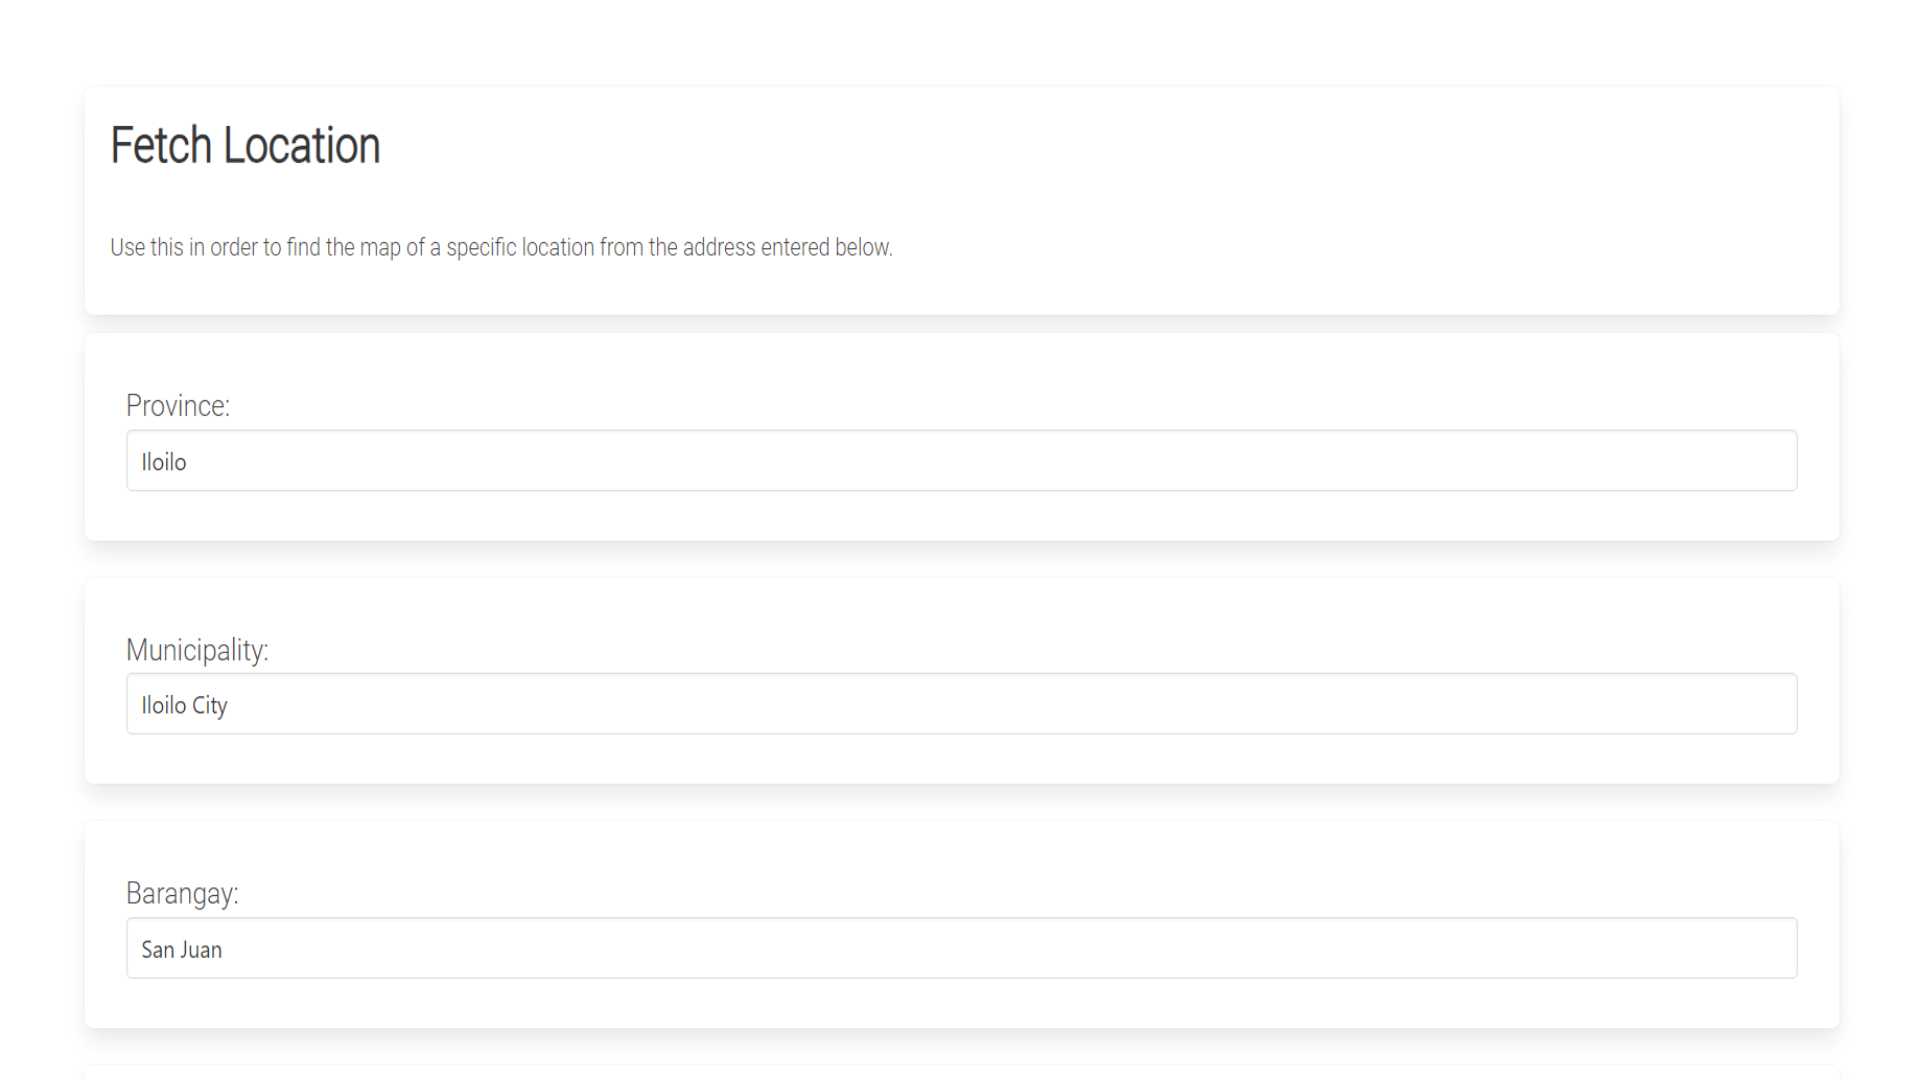 Fetch Location
Use this in order to find the map of a specific location from the address entered below.
Province:
Iloilo
Municipality:
Iloilo City
Barangay:
San Juan